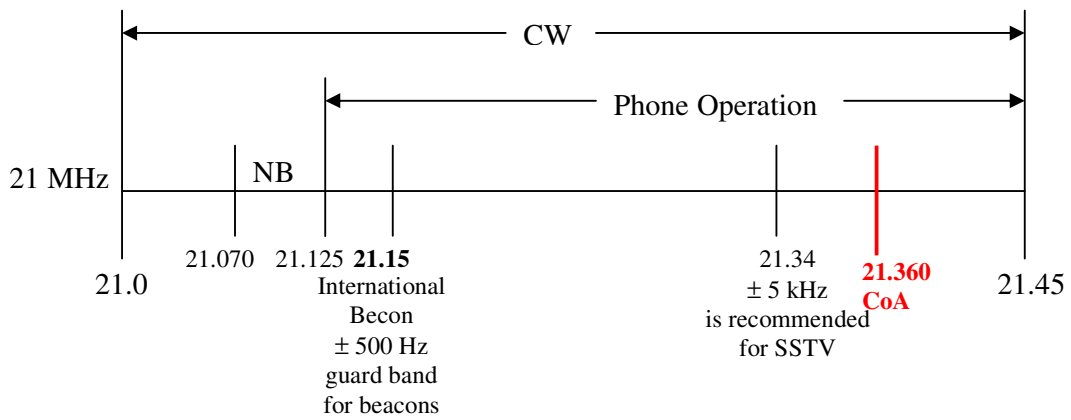 CW
Phone Operation
21 MHz
NB
21.0
21.070
21.125
21.15
International
Becon
± 500 Hz
guard band
for beacons
21.34
± 5 kHz
is recommended
for SSTV
21.360
CoA
21.45